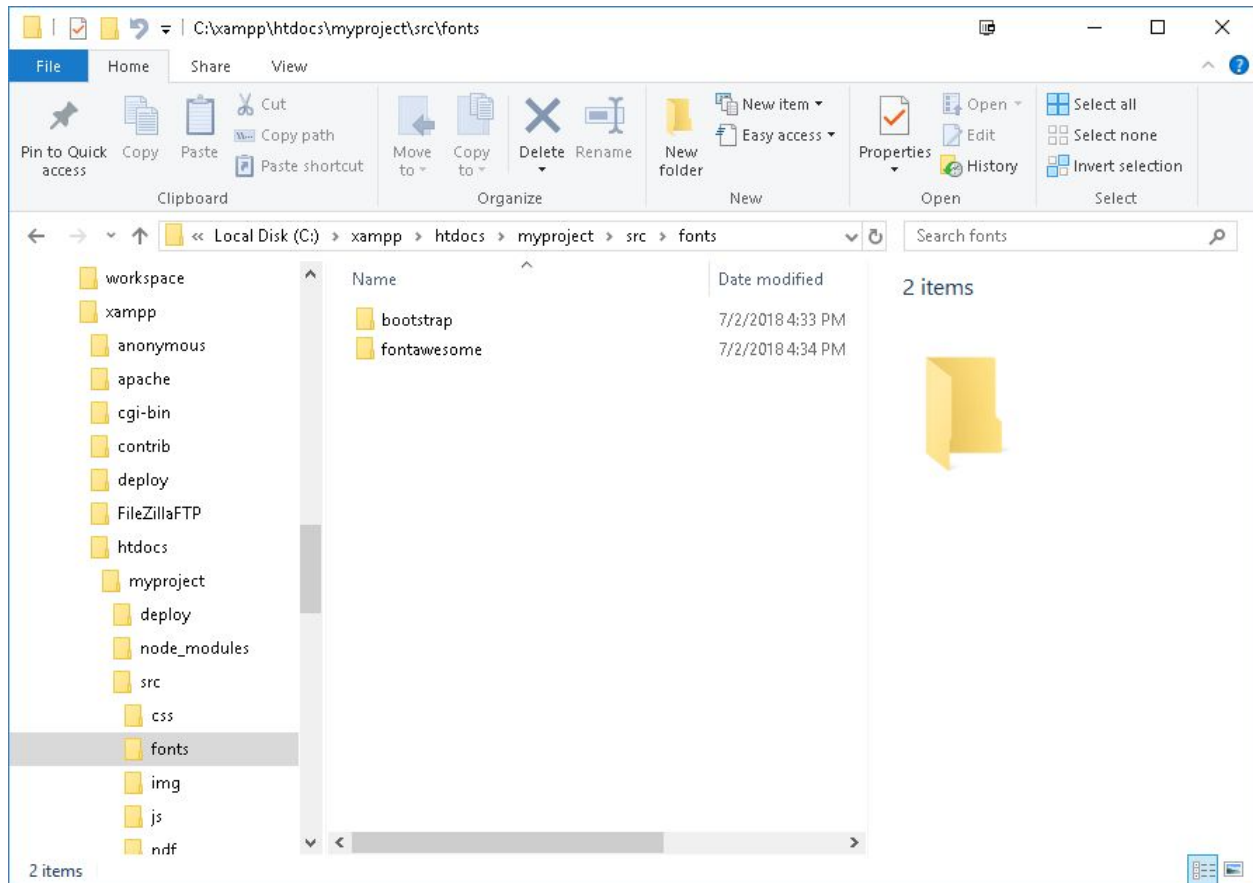 C:\xampp\htdocs\myproject\src\fonts
File Home Share View
Pin to Quick access
Copy
Paste
Cut
Copy path
Paste shortcut
Clipboard
Move to
Copy to
Delete
Rename
Organize
New folder
New item
Easy access
New
Properties
Open
Edit
History
Open
Select all
Select none
Invert selection
Select
« Local Disk (C:) › xampp › htdocs › myproject › src › fonts
Search fonts
workspace
xampp
anonymous
apache
cgi-bin
contrib
deploy
FileZillaFTP
htdocs
myproject
deploy
node_modules
src
css
fonts
img
js
Name Date modified
bootstrap 7/2/2018 4:33 PM
fontawesome 7/2/2018 4:34 PM
2 items
2 items